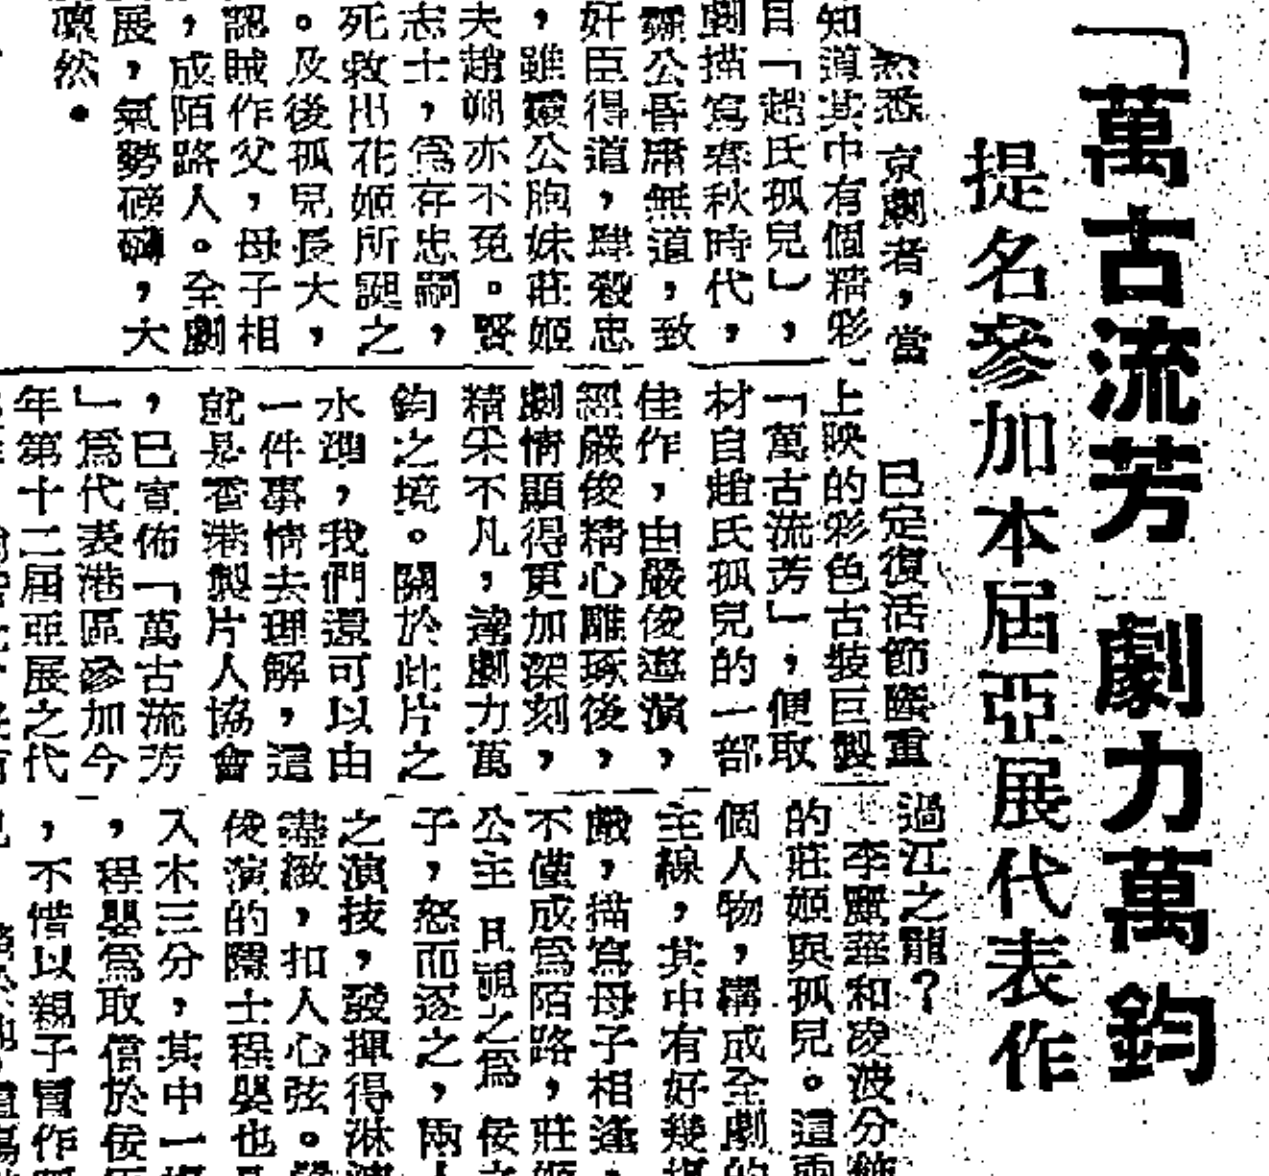 「萬古流芳 劇力萬鈞
提名參加本屆亞展代表作
熟悉京劇者，當
知道其中有個精彩
目「趙氏孤兒」，
劇描寫春秋時代，
靈公昏庸無道，致
奸臣得道，肆殺忠
，雖靈公胞妹莊姬
夫趙朔亦不免。賢
志士，爲存忠嗣，
死救出花姬所誕之
。及後孤兒長大，
認賊作父，母子相
，成陌路人。全劇
展，氣勢磅礡，大
凛然。
已定復活節隆重
上映的彩色古裝巨製
「萬古流芳」，便取
材自趙氏孤兒的一部
佳作，由嚴俊導演，
經嚴俊精心雕琢後，
劇情顯得更加深刻，
精采不凡，達劇力萬
鈞之境。關於此片之
水準，我們還可以由
一件事情去理解，這
就是香港製片人協會
，已宣佈「萬古流芳
」爲代表港區參加今
年第十二屆亞展之代
過江之龍？
李麗華和凌波分飾
的莊姬與孤兒。這兩
個人物，構成全劇的
主線，其中有好幾場
戲，描寫母子相逢，
不僅成爲陌路，莊姬
公主且視之爲佞之
子，怒而逐之，兩人
之演技，發揮得淋漓
盡緻，扣人心弦。嚴
俊演的隱士程嬰也是
入木三分，其中一場
，程嬰爲取信於佞臣
，不惜以親子冒作